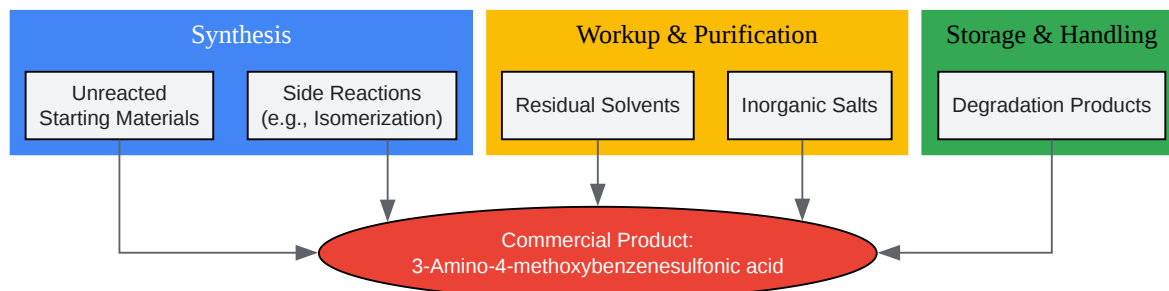 Synthesis
Workup & Purification
Storage & Handling
Unreacted
Starting Materials
Side Reactions
(e.g., Isomerization)
Residual Solvents
Inorganic Salts
Degradation Products
Commercial Product:
3-Amino-4-methoxybenzenesulfonic acid